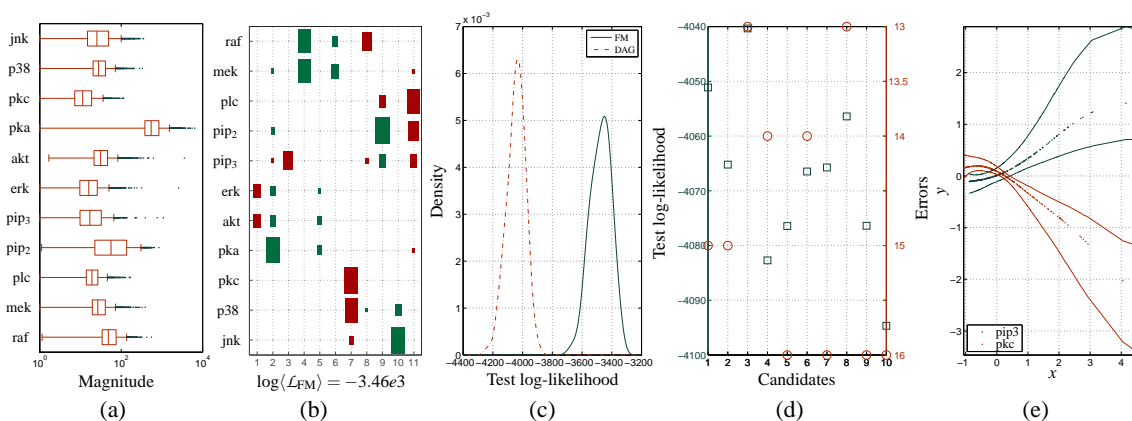 jnk
p38
pkc
pka
akt
erk
pip3
pip2
plc
mek
raf
10^0 10^2 10^4
Magnitude
(a)
raf
mek
plc
pip2
pip3
erk
akt
pka
pkc
p38
jnk
1 2 3 4 5 6 7 8 9 10 11
log⟨ℒFM⟩ = −3.46e3
(b)
× 10^−3
7
6
5
4
3
2
1
0
Density
FM
DAG
−4400 −4200 −4000 −3800 −3600 −3400 −3200
Test log-likelihood
(c)
−4040
−4050
−4060
−4070
−4080
−4090
−4100
Test log-likelihood
1 2 3 4 5 6 7 8 9 10
Candidates
13
13.5
14
14.5
15
15.5
16
Errors
(d)
2
1
0
−1
−2
−3
y
pip3
pkc
−1 0 1 2 3 4
x
(e)